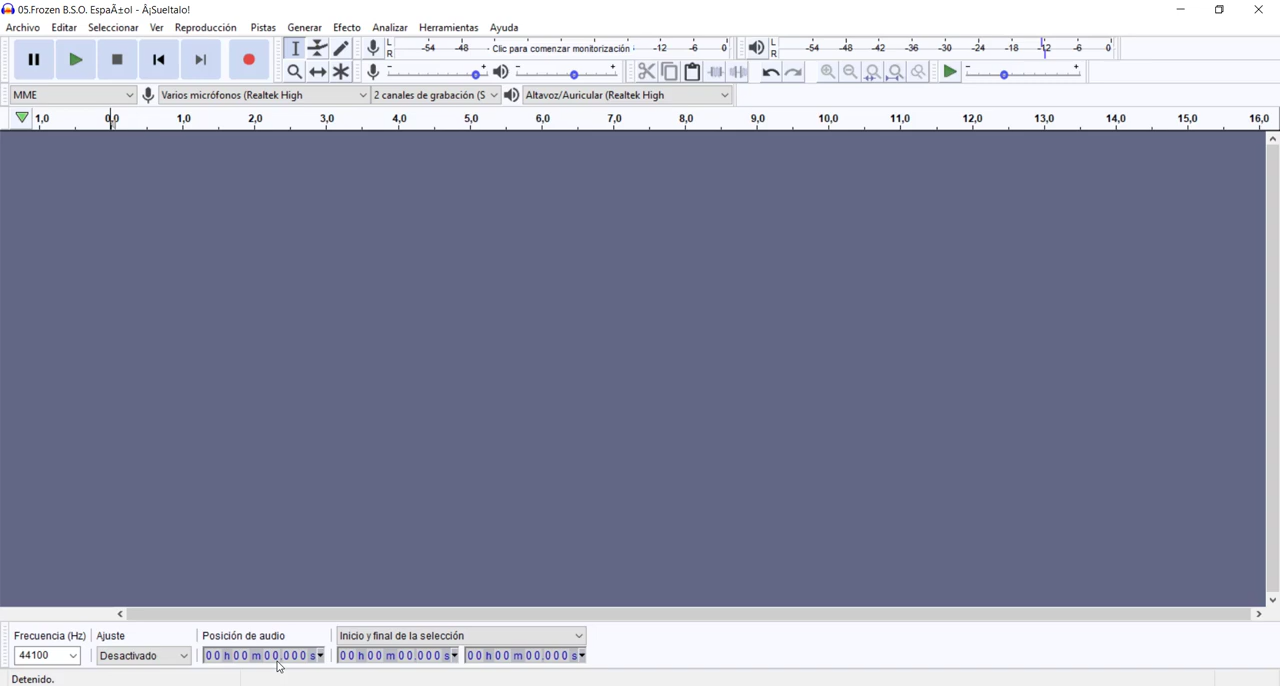 05.Frozen B.S.O. EspaÃ±ol - Â¡Sueltalo!
Archivo Editar Seleccionar Ver Reproducción Pistas Generar Efecto Analizar Herramientas Ayuda
L R -54 -48 - Clic para comenzar monitorización -12 -6 0 L R -54 -48 -42 -36 -30 -24 -18 -12 -6 0
- + - + - +
MME Varios micrófonos (Realtek High 2 canales de grabación (S Altavoz/Auricular (Realtek High
1,0 0,0 1,0 2,0 3,0 4,0 5,0 6,0 7,0 8,0 9,0 10,0 11,0 12,0 13,0 14,0 15,0 16,0
Frecuencia (Hz) Ajuste Posición de audio Inicio y final de la selección
44100 Desactivado 00 h 00 m 00.000 s 00 h 00 m 00.000 s 00 h 00 m 00.000 s
Detenido.